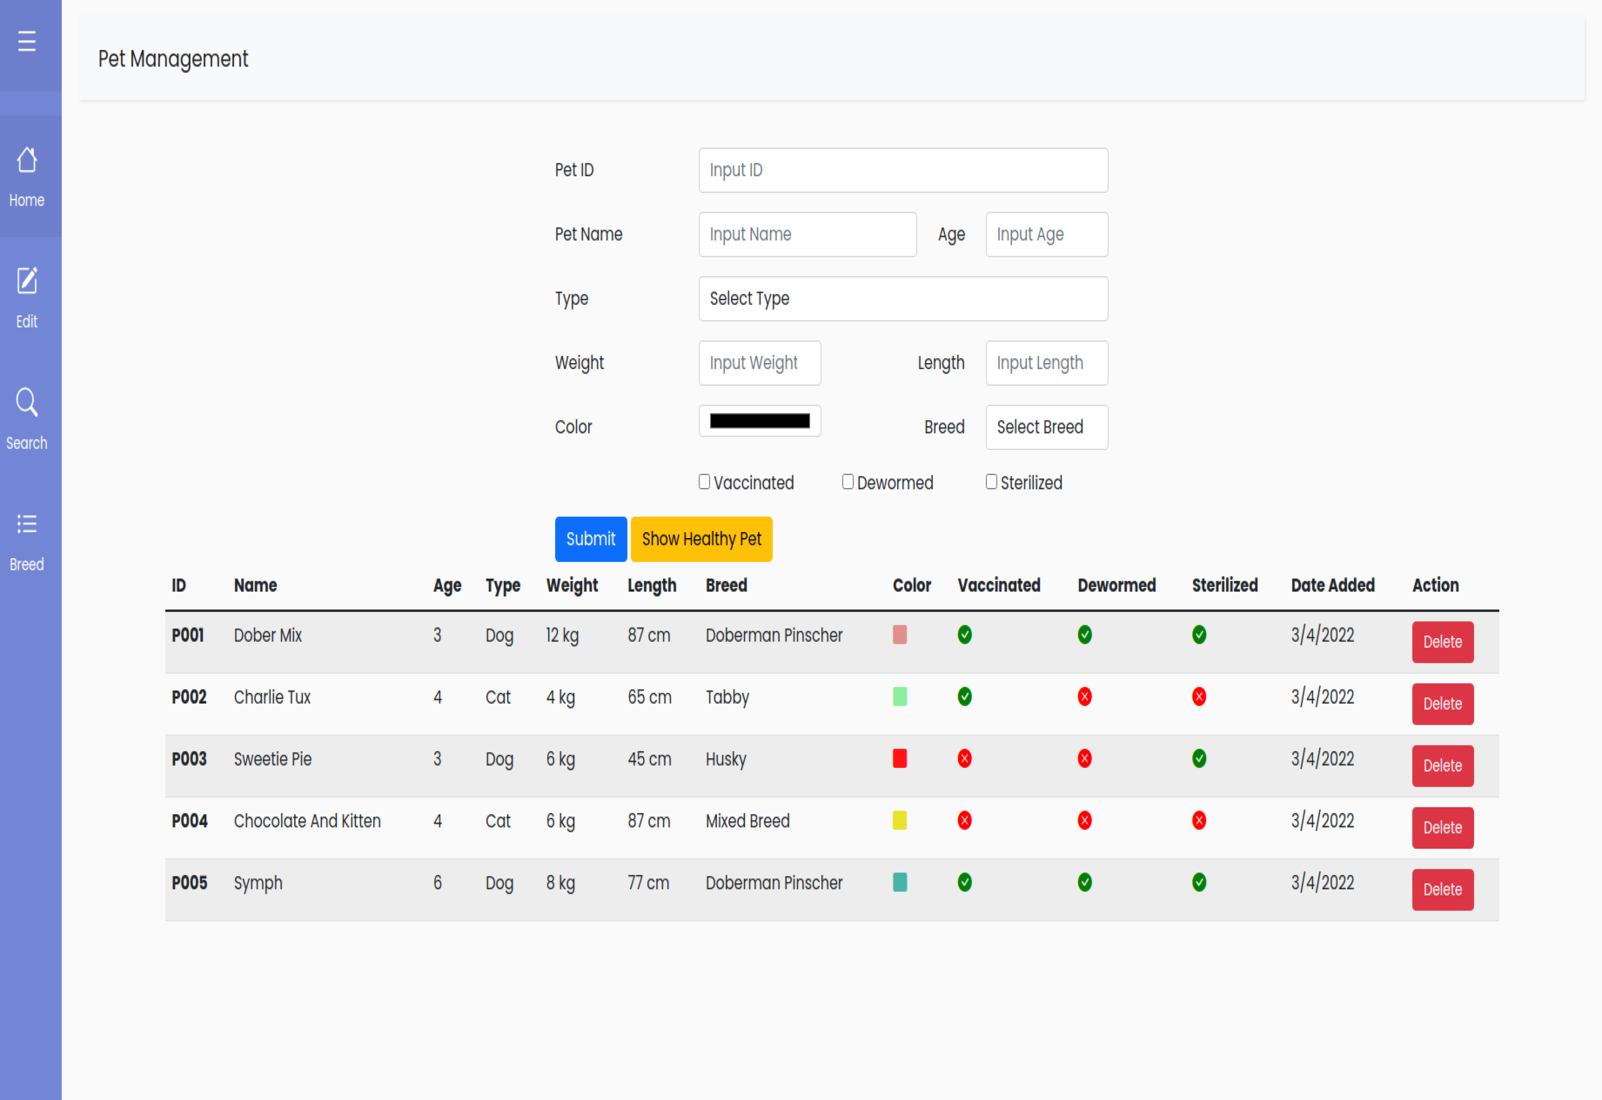 Pet Management
Home
Edit
Search
Breed
Pet ID Input ID
Pet Name Input Name Age Input Age
Type Select Type
Weight Input Weight Length Input Length
Color Breed Select Breed
Vaccinated Dewormed Sterilized
Submit Show Healthy Pet
ID Name Age Type Weight Length Breed Color Vaccinated Dewormed Sterilized Date Added Action
P001 Dober Mix 3 Dog 12 kg 87 cm Doberman Pinscher 3/4/2022 Delete
P002 Charlie Tux 4 Cat 4 kg 65 cm Tabby 3/4/2022 Delete
P003 Sweetie Pie 3 Dog 6 kg 45 cm Husky 3/4/2022 Delete
P004 Chocolate And Kitten 4 Cat 6 kg 87 cm Mixed Breed 3/4/2022 Delete
P005 Symph 6 Dog 8 kg 77 cm Doberman Pinscher 3/4/2022 Delete